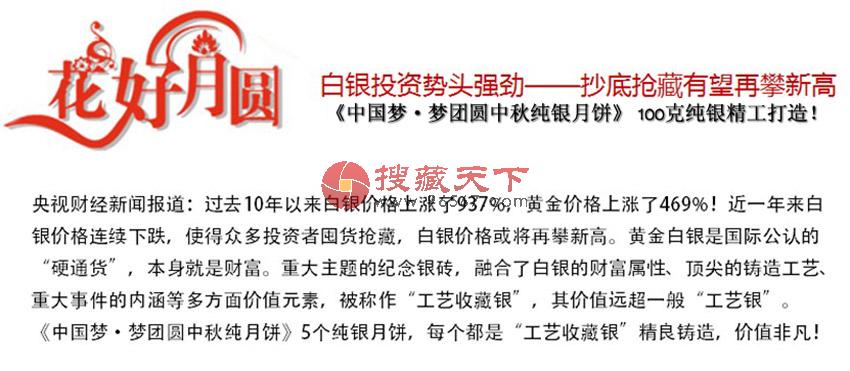 花好月圆
白银投资势头强劲——抄底抢藏有望再攀新高
《中国梦·梦团圆中秋纯银月饼》 100克纯银精工打造！
搜藏天下
央视财经新闻报道：过去10年以来白银价格上涨了937%，黄金价格上涨了469%！近一年来白
银价格连续下跌，使得众多投资者囤货抢藏，白银价格或将再攀新高。黄金白银是国际公认的
“硬通货”，本身就是财富。重大主题的纪念银砖，融合了白银的财富属性、顶尖的铸造工艺、
重大事件的内涵等多方面价值元素，被称作“工艺收藏银”，其价值远超一般“工艺银”。
《中国梦·梦团圆中秋纯月饼》5个纯银月饼，每个都是“工艺收藏银”精良铸造，价值非凡！